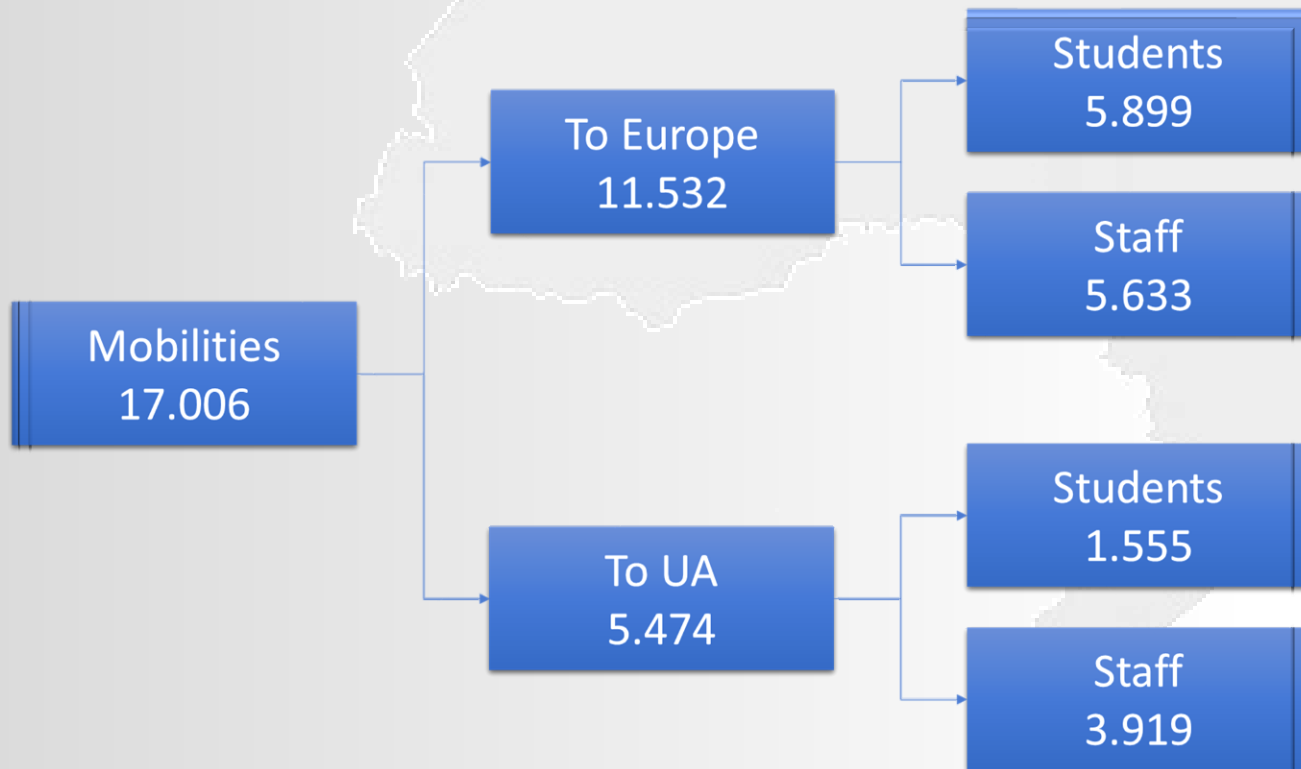 Mobilities
17.006
To Europe
11.532
Students
5.899
Staff
5.633
To UA
5.474
Students
1.555
Staff
3.919